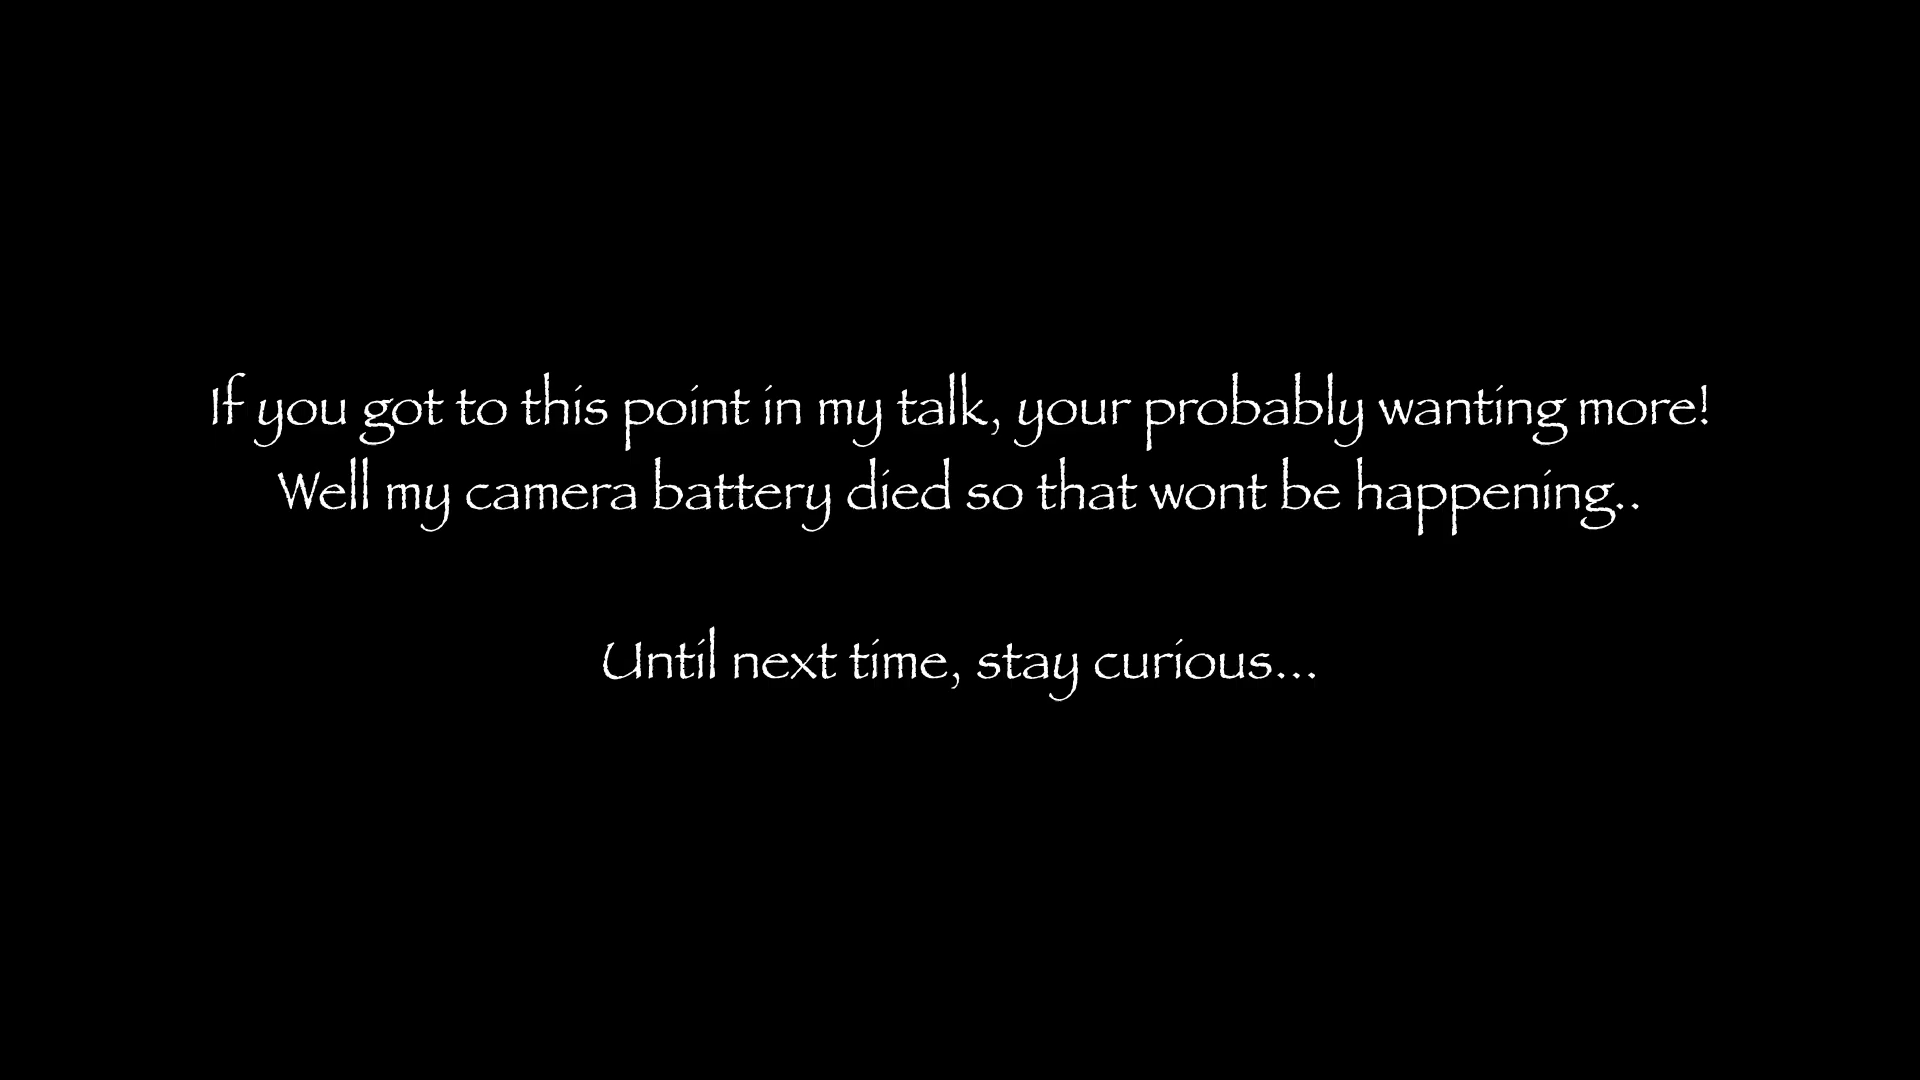 If you got to this point in my talk, your probably wanting more!
Well my camera battery died so that wont be happening..
Until next time, stay curious...